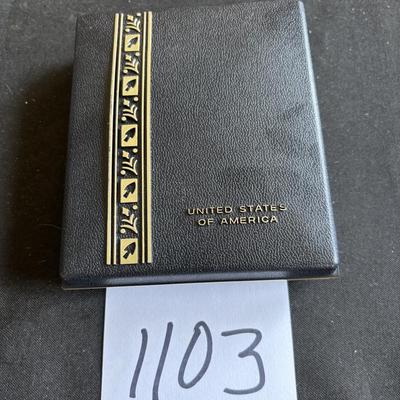 UNITED STATES
OF AMERICA
1103